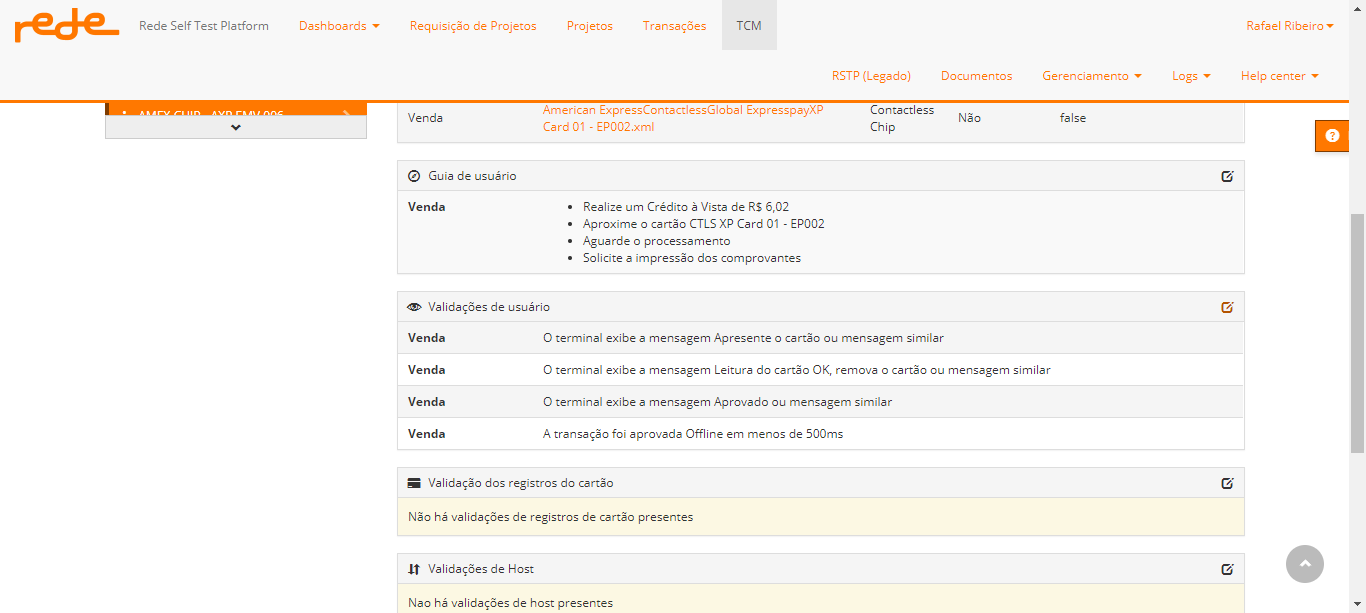 rede Rede Self Test Platform Dashboards Requisição de Projetos Projetos Transações TCM Rafael Ribeiro
RSTP (Legado) Documentos Gerenciamento Logs Help center
AMEX CHIP - AXP EMV 006
Venda American ExpressContactlessGlobal ExpresspayXP Contactless Não false
Card 01 - EP002.xml Chip
Guia de usuário
Venda Realize um Crédito à Vista de R$ 6,02
Aproxime o cartão CTLS XP Card 01 - EP002
Aguarde o processamento
Solicite a impressão dos comprovantes
Validações de usuário
Venda O terminal exibe a mensagem Apresente o cartão ou mensagem similar
Venda O terminal exibe a mensagem Leitura do cartão OK, remova o cartão ou mensagem similar
Venda O terminal exibe a mensagem Aprovado ou mensagem similar
Venda A transação foi aprovada Offline em menos de 500ms
Validação dos registros do cartão
Não há validações de registros de cartão presentes
Validações de Host
Nao há validações de host presentes